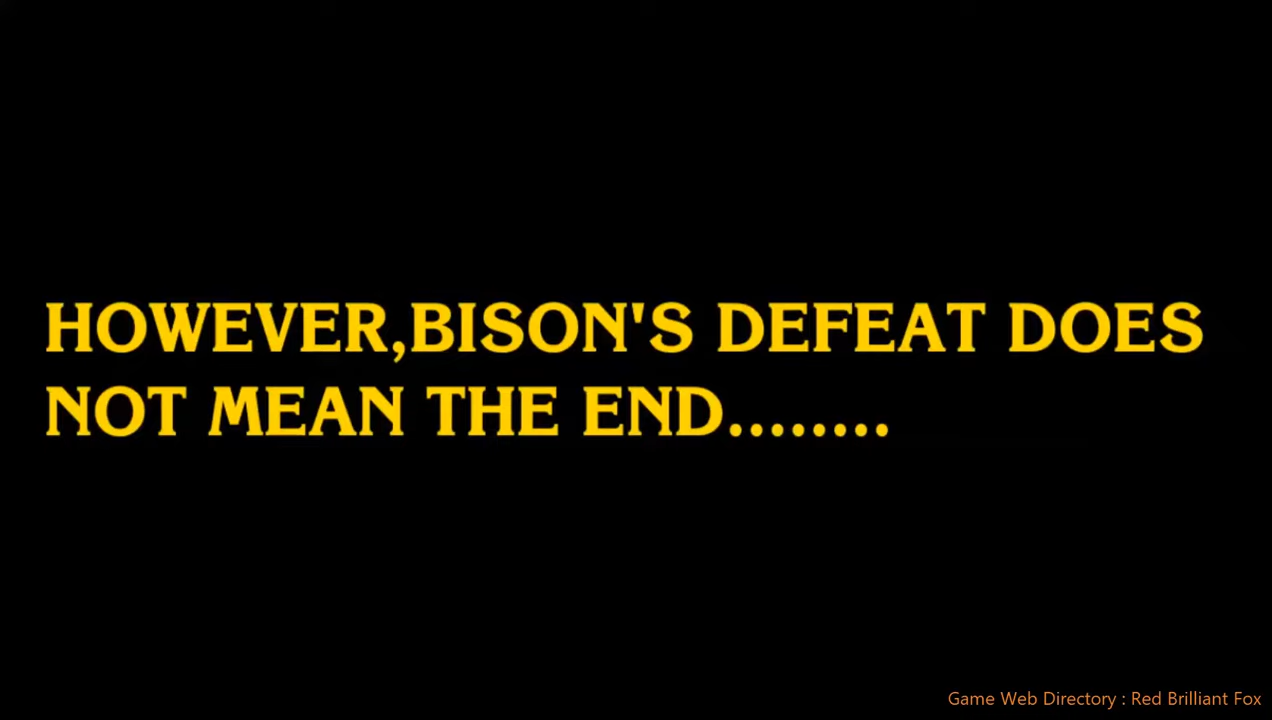 HOWEVER,BISON'S DEFEAT DOES
NOT MEAN THE END........
Game Web Directory : Red Brilliant Fox